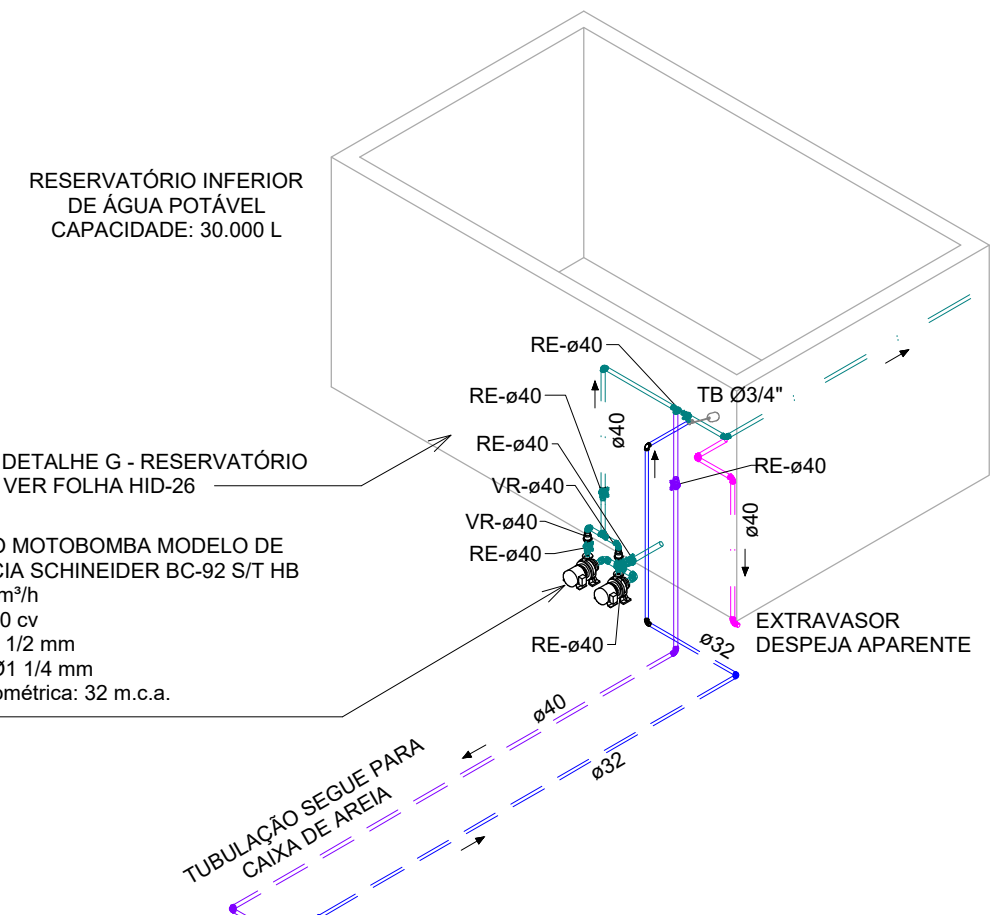 RESERVATÓRIO INFERIOR
DE ÁGUA POTÁVEL
CAPACIDADE: 30.000 L
RE-ø40
TB Ø3/4"
RE-ø40
ø40
RE-ø40
RE-ø40
VR-ø40
VR-ø40
RE-ø40
ø40
DETALHE G - RESERVATÓRIO
VER FOLHA HID-26
O MOTOBOMBA MODELO DE
CIA SCHINEIDER BC-92 S/T HB
m³/h
0 cv
1/2 mm
Ø1 1/4 mm
ométrica: 32 m.c.a.
RE-ø40
EXTRAVASOR
DESPEJA APARENTE
ø32
ø40
ø32
TUBULAÇÃO SEGUE PARA
CAIXA DE AREIA